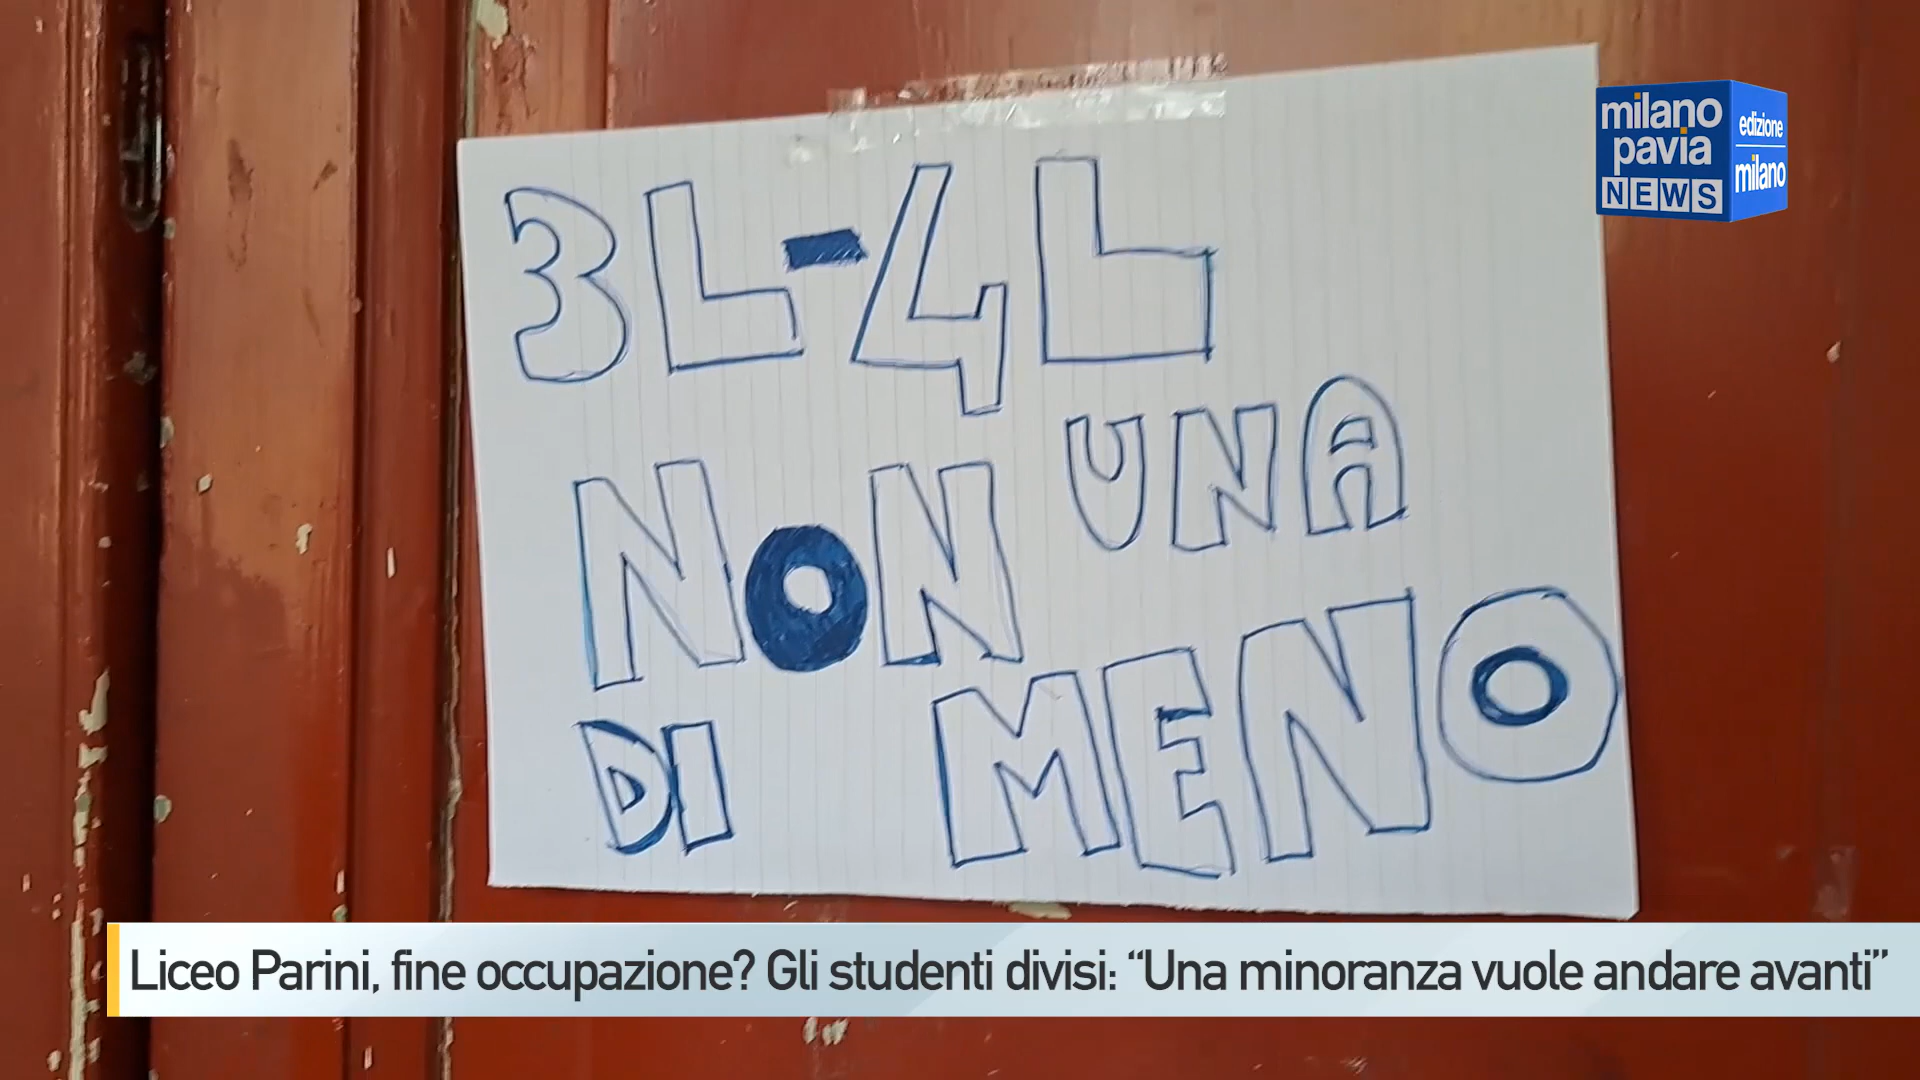 3L-4L
NON UNA
DI MENO
milano
pavia
NEWS
edizione
milano
Liceo Parini, fine occupazione? Gli studenti divisi: “Una minoranza vuole andare avanti”